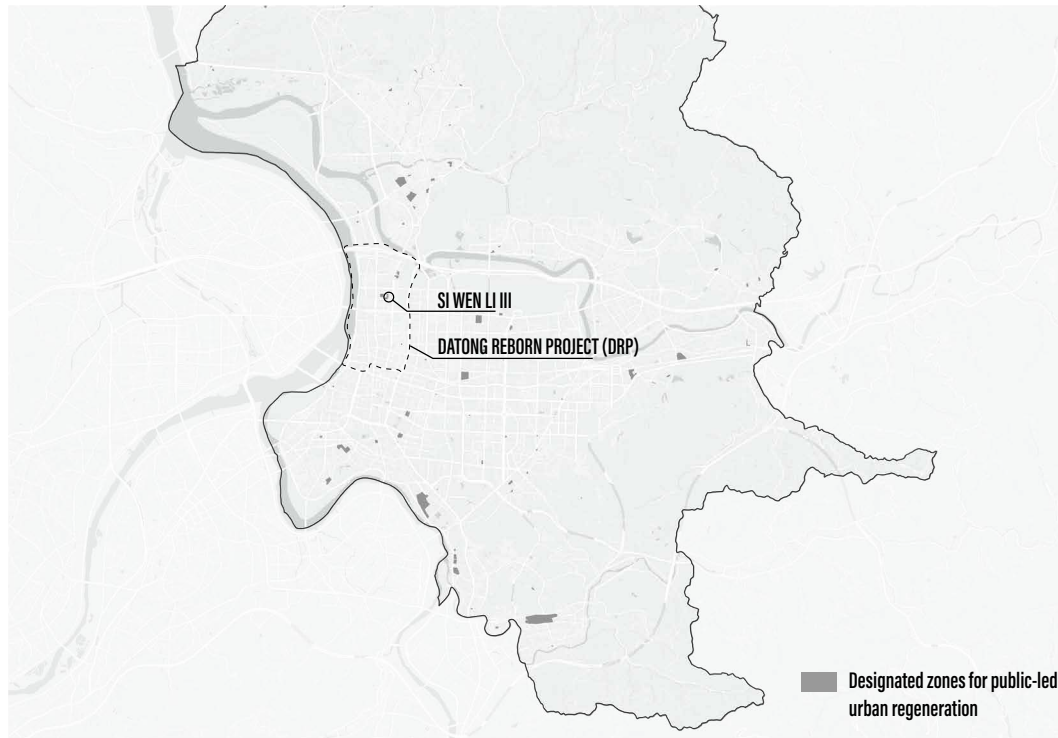 SI WEN LI III
DATONG REBORN PROJECT (DRP)
Designated zones for public-led
urban regeneration